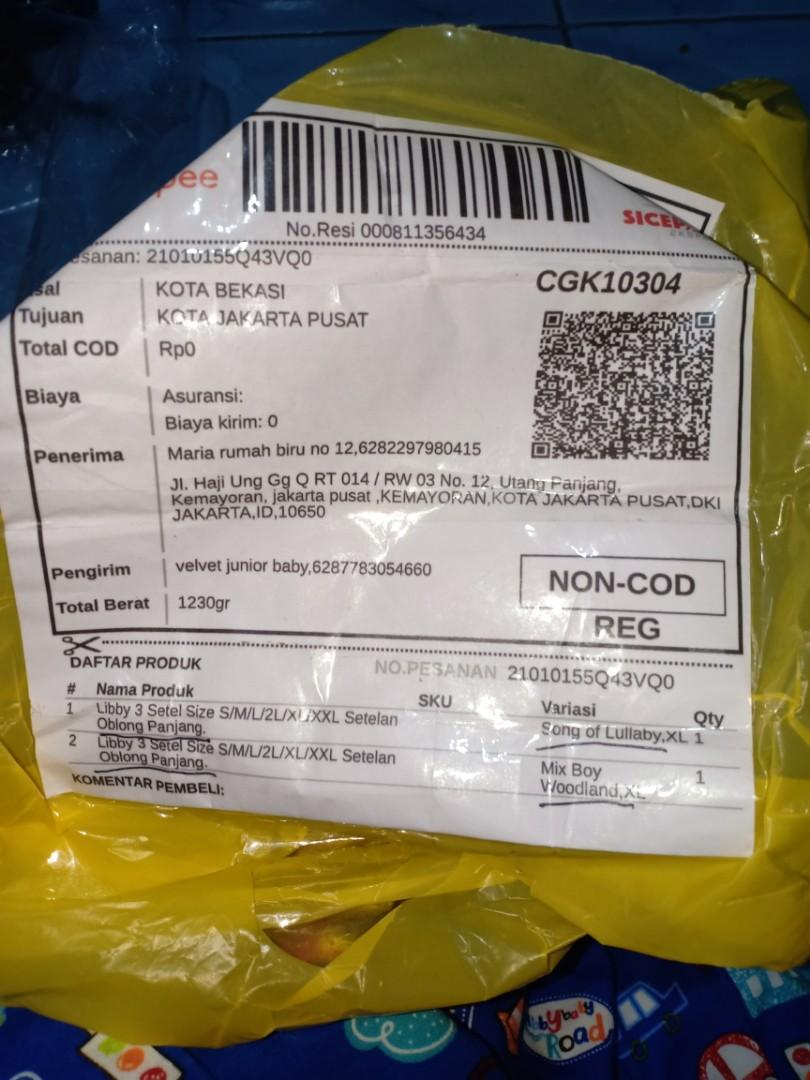 pee
No.Resi 000811356434
SICEP
esanan: 21010155Q43VQ0
CGK10304
sal KOTA BEKASI
Tujuan KOTA JAKARTA PUSAT
Total COD Rp0
Biaya Asuransi:
Biaya kirim: 0
Penerima Maria rumah biru no 12,6282297980415
Jl. Haji Ung Gg Q RT 014 / RW 03 No. 12, Utang Panjang,
Kemayoran, jakarta pusat ,KEMAYORAN,KOTA JAKARTA PUSAT,DKI
JAKARTA,ID,10650
Pengirim velvet junior baby,6287783054660
Total Berat 1230gr
NON-COD
REG
DAFTAR PRODUK NO.PESANAN 21010155Q43VQ0
# Nama Produk SKU Variasi Qty
1 Libby 3 Setel Size S/M/L/2L/XL/XXL Setelan
Oblong Panjang. Song of Lullaby,XL 1
2 Libby 3 Setel Size S/M/L/2L/XL/XXL Setelan
Oblong Panjang. Mix Boy 1
Woodland,XL
KOMENTAR PEMBELI:
baby
Road